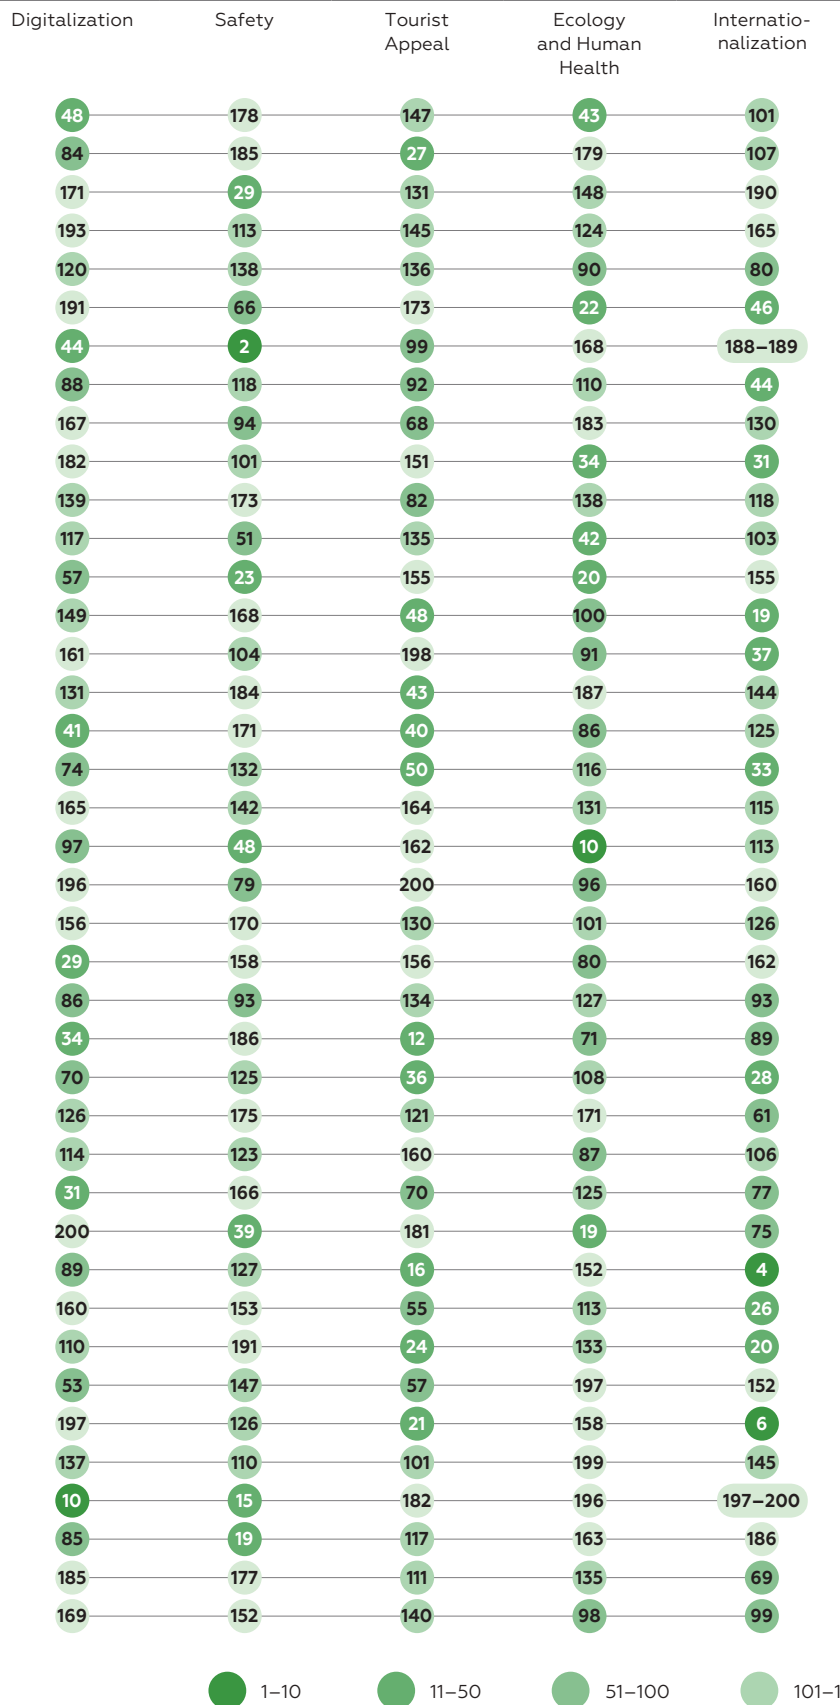 Digitalization Safety Tourist Appeal Ecology and Human Health Internatio-nalization
48 178 147 43 101
84 185 27 179 107
171 29 131 148 190
193 113 145 124 165
120 138 136 90 80
191 66 173 22 46
44 2 99 168 188–189
88 118 92 110 44
167 94 68 183 130
182 101 151 34 31
139 173 82 138 118
117 51 135 42 103
57 23 155 20 155
149 168 48 100 19
161 104 198 91 37
131 184 43 187 144
41 171 40 86 125
74 132 50 116 33
165 142 164 131 115
97 48 162 10 113
196 79 200 96 160
156 170 130 101 126
29 158 156 80 162
86 93 134 127 93
34 186 12 71 89
70 125 36 108 28
126 175 121 171 61
114 123 160 87 106
31 166 70 125 77
200 39 181 19 75
89 127 16 152 4
160 153 55 113 26
110 191 24 133 20
53 147 57 197 152
197 126 21 158 6
137 110 101 199 145
10 15 182 196 197–200
85 19 117 163 186
185 177 111 135 69
169 152 140 98 99
1–10 11–50 51–100 101–1